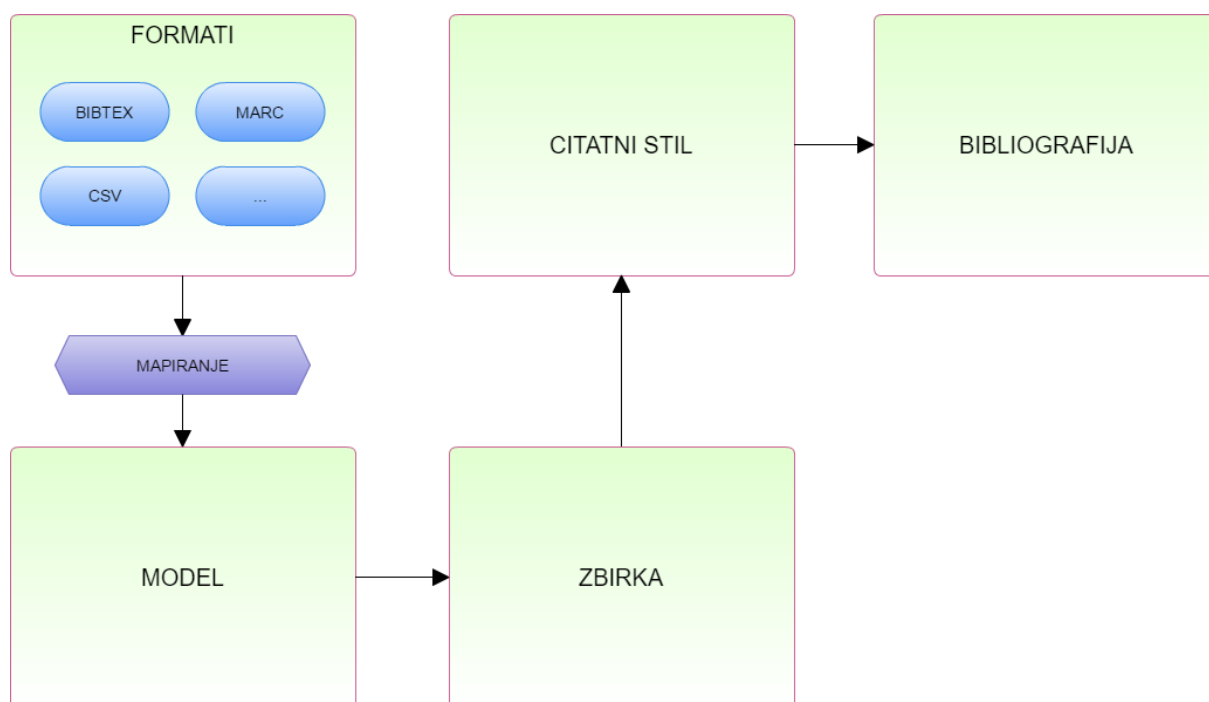 FORMATI
BIBTEX
MARC
CSV
...
MAPIRANJE
MODEL
ZBIRKA
CITATNI STIL
BIBLIOGRAFIJA